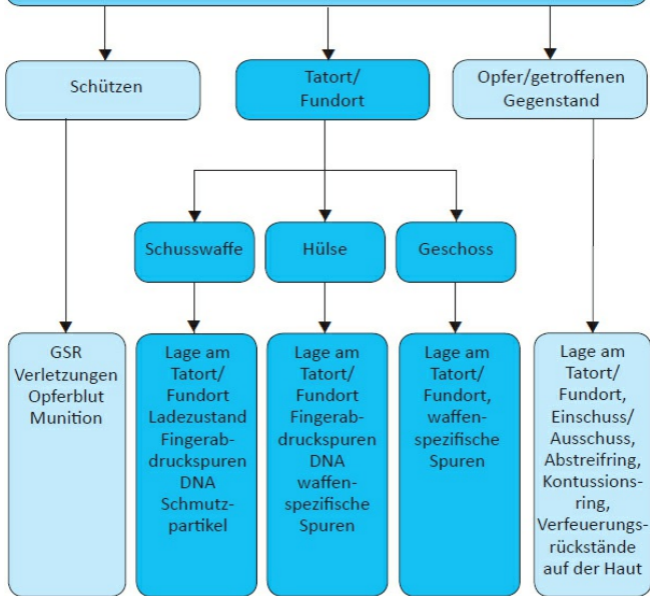 Schützen
Tatort/
Fundort
Opfer/getroffenen
Gegenstand
Schusswaffe
Hülse
Geschoss
GSR
Verletzungen
Opferblut
Munition
Lage am
Tatort/
Fundort
Ladezustand
Fingerab-
druckspuren
DNA
Schmutz-
partikel
Lage am
Tatort/
Fundort
Fingerab-
druckspuren
DNA
waffen-
spezifische
Spuren
Lage am
Tatort/
Fundort,
waffen-
spezifische
Spuren
Lage am
Tatort/
Fundort,
Einschuss/
Ausschuss,
Abstreifring,
Kontussions-
ring,
Verfeuerungs-
rückstände
auf der Haut